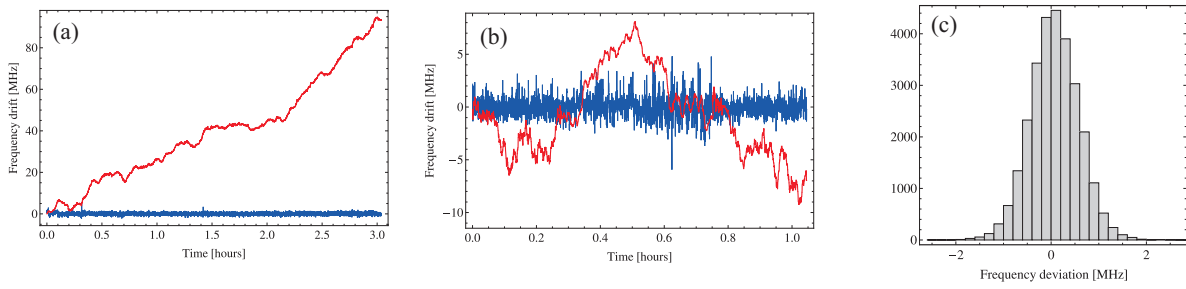 (a)
Frequency drift [MHz]
80
60
40
20
0
0.0 0.5 1.0 1.5 2.0 2.5 3.0
Time [hours]
(b)
Frequency drift [MHz]
5
0
−5
−10
0.0 0.2 0.4 0.6 0.8 1.0
Time [hours]
(c)
4000
3000
2000
1000
0
−2 0 2
Frequency deviation [MHz]